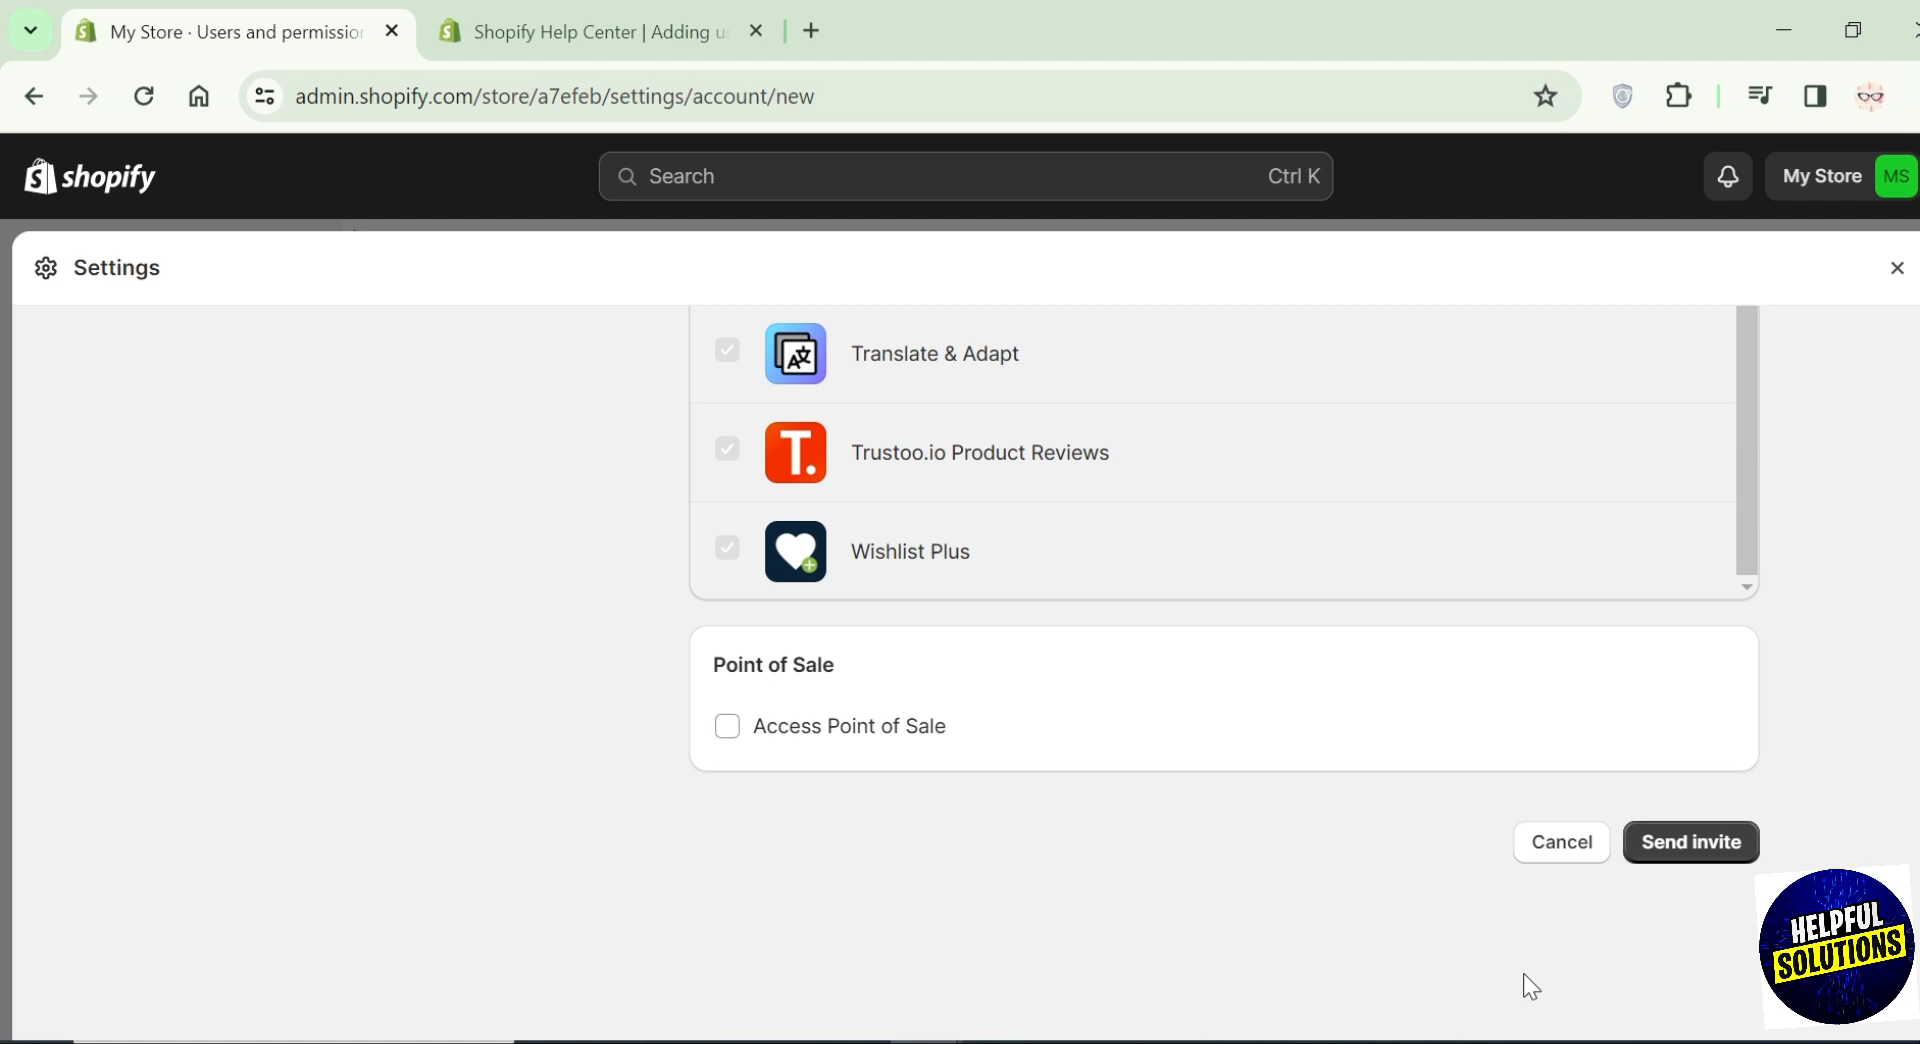 My Store · Users and permission
Shopify Help Center | Adding u
admin.shopify.com/store/a7efeb/settings/account/new
shopify
Search
Ctrl K
My Store
MS
Settings
Translate & Adapt
T.
Trustoo.io Product Reviews
Wishlist Plus
Point of Sale
Access Point of Sale
Cancel
Send invite
HELPFUL
SOLUTIONS